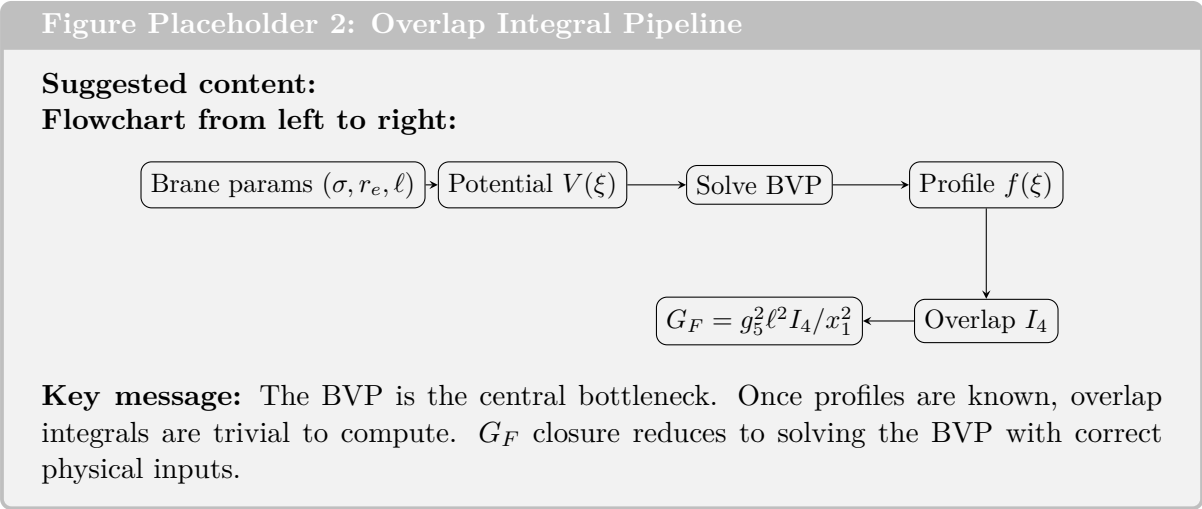 Figure Placeholder 2: Overlap Integral Pipeline
Suggested content:
Flowchart from left to right:
Brane params (σ, r_e, ℓ)
Potential V(ξ)
Solve BVP
Profile f(ξ)
G_F = g_5^2 ℓ^2 I_4/x_1^2
Overlap I_4
Key message: The BVP is the central bottleneck. Once profiles are known, overlap
integrals are trivial to compute. G_F closure reduces to solving the BVP with correct
physical inputs.